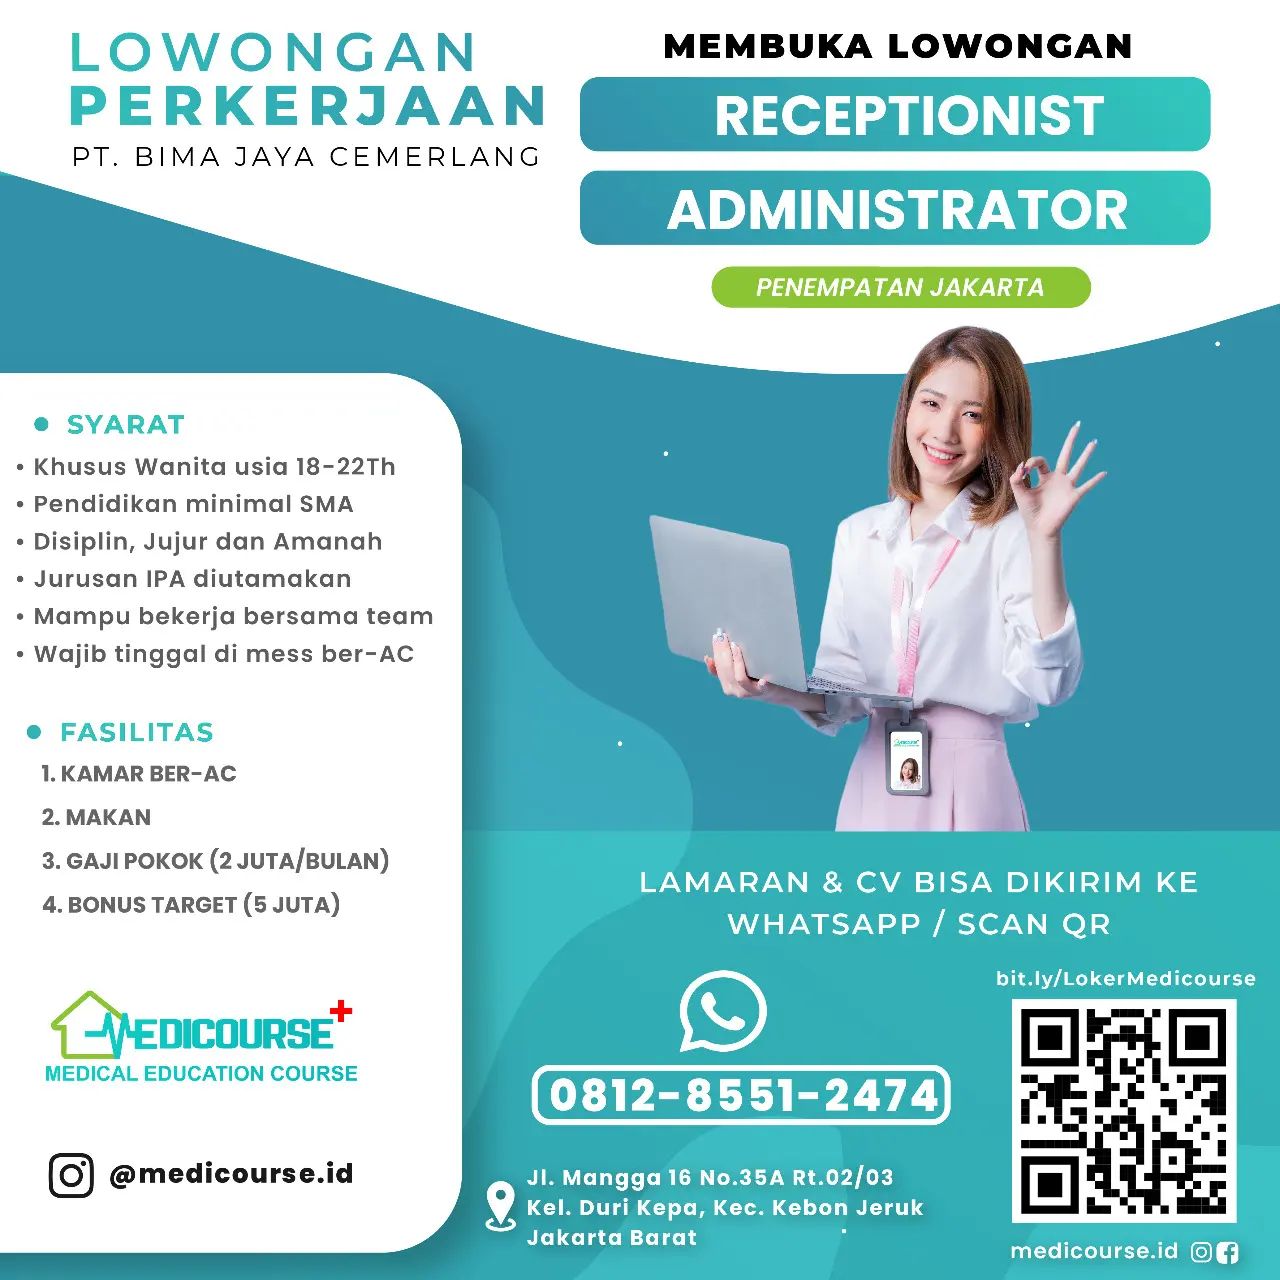 LOWONGAN
PERKERJAAN
PT. BIMA JAYA CEMERLANG
MEMBUKA LOWONGAN
RECEPTIONIST
ADMINISTRATOR
PENEMPATAN JAKARTA
• SYARAT
• Khusus Wanita usia 18-22Th
• Pendidikan minimal SMA
• Disiplin, Jujur dan Amanah
• Jurusan IPA diutamakan
• Mampu bekerja bersama team
• Wajib tinggal di mess ber-AC
• FASILITAS
1. KAMAR BER-AC
2. MAKAN
3. GAJI POKOK (2 JUTA/BULAN)
4. BONUS TARGET (5 JUTA)
MEDICOURSE
MEDICAL EDUCATION COURSE
@medicourse.id
LAMARAN & CV BISA DIKIRIM KE
WHATSAPP / SCAN QR
bit.ly/LokerMedicourse
0812-8551-2474
Jl. Mangga 16 No.35A Rt.02/03
Kel. Duri Kepa, Kec. Kebon Jeruk
Jakarta Barat
medicourse.id